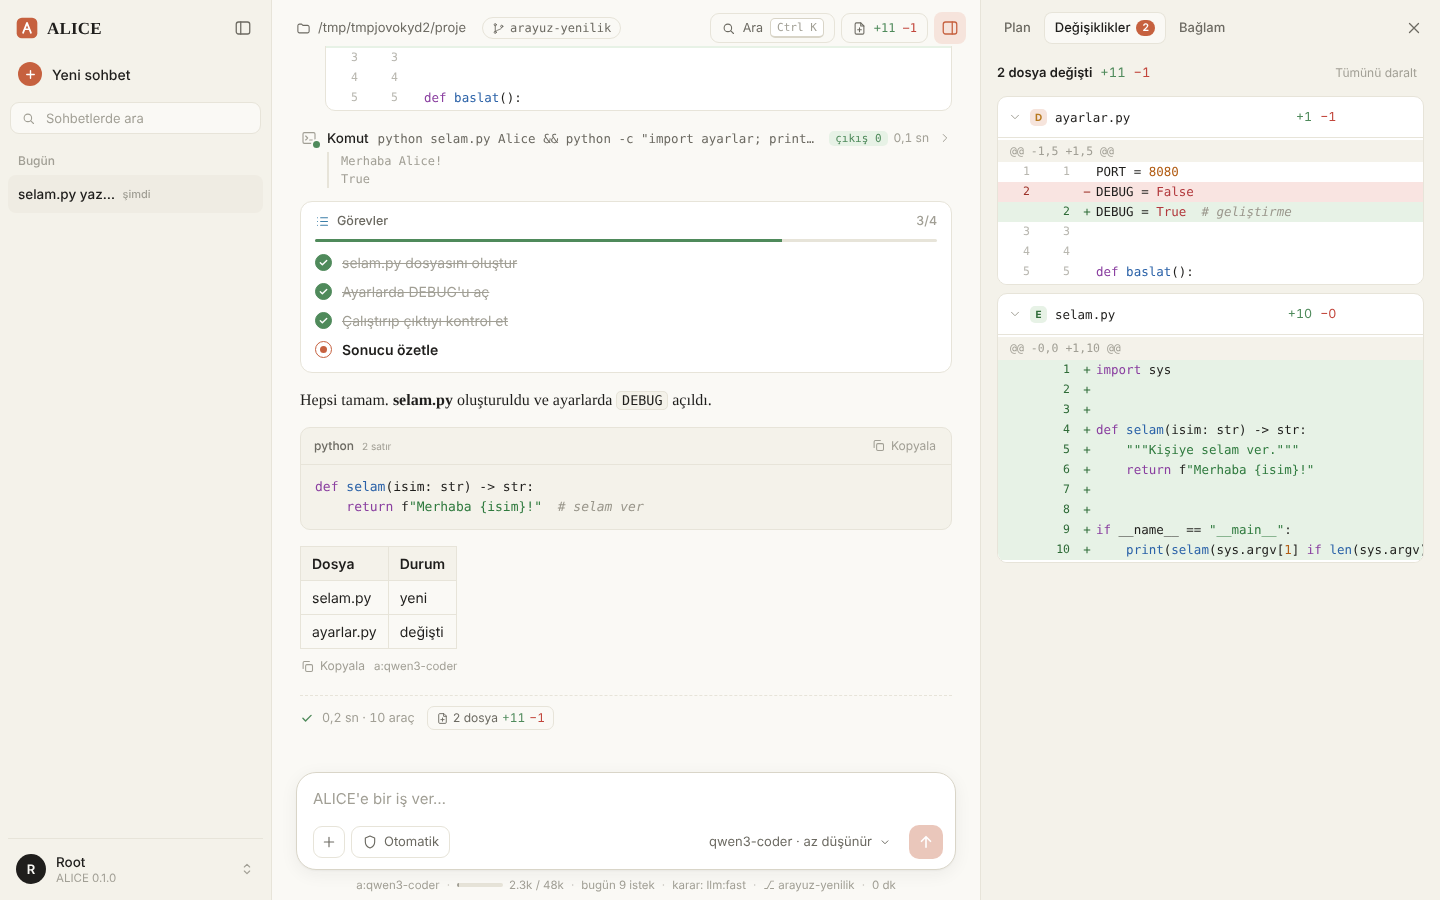 ALICE
Yeni sohbet
Sohbetlerde ara
Bugün
selam.py yaz... şimdi
R Root
ALICE 0.1.0
/tmp/tmpjovokyd2/proje arayuz-yenilik Ara Ctrl K +11 −1
3 3
4 4
5 5 def baslat():
Komut python selam.py Alice && python -c "import ayarlar; print… çıkış 0 0,1 sn
Merhaba Alice!
True
Görevler 3/4
selam.py dosyasını oluştur
Ayarlarda DEBUG'u aç
Çalıştırıp çıktıyı kontrol et
Sonucu özetle
Hepsi tamam. selam.py oluşturuldu ve ayarlarda DEBUG açıldı.
python 2 satır Kopyala
def selam(isim: str) -> str:
    return f"Merhaba {isim}!"  # selam ver
Dosya Durum
selam.py yeni
ayarlar.py değişti
Kopyala a:qwen3-coder
0,2 sn · 10 araç 2 dosya +11 −1
ALICE'e bir iş ver...
Otomatik qwen3-coder · az düşünür
a:qwen3-coder · 2.3k / 48k · bugün 9 istek · karar: llm:fast · arayuz-yenilik · 0 dk
Plan Değişiklikler 2 Bağlam
2 dosya değişti +11 −1 Tümünü daralt
D ayarlar.py +1 −1
@@ -1,5 +1,5 @@
1 1 PORT = 8080
2 − DEBUG = False
2 + DEBUG = True  # geliştirme
3 3
4 4
5 5 def baslat():
E selam.py +10 −0
@@ -0,0 +1,10 @@
1 + import sys
2 +
3 +
4 + def selam(isim: str) -> str:
5 +     """Kişiye selam ver."""
6 +     return f"Merhaba {isim}!"
7 +
8 +
9 + if __name__ == "__main__":
10 +     print(selam(sys.argv[1] if len(sys.argv)